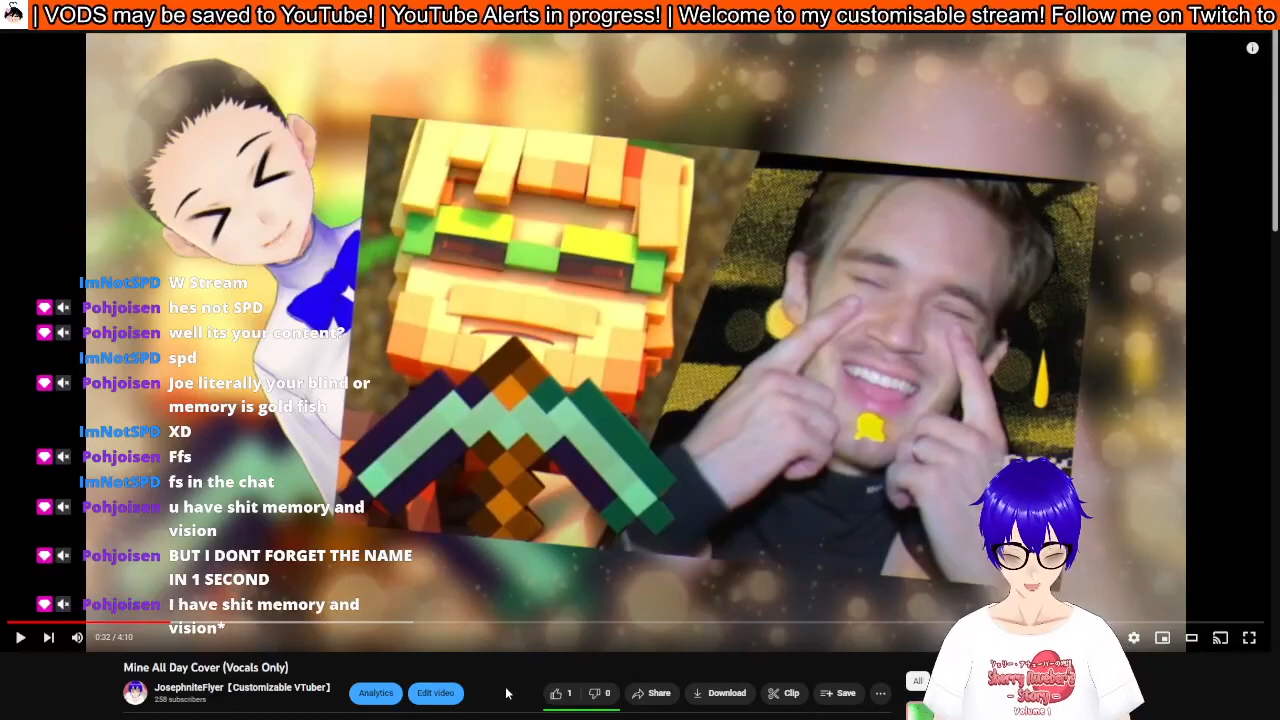 | VODS may be saved to YouTube! | YouTube Alerts in progress! | Welcome to my customisable stream! Follow me on Twitch to
ImNotSPD W Stream
Pohjoisen hes not SPD
Pohjoisen well its your content?
ImNotSPD spd
Pohjoisen Joe literally your blind or
memory is gold fish
ImNotSPD XD
Pohjoisen Ffs
ImNotSPD fs in the chat
Pohjoisen u have shit memory and
vision
Pohjoisen BUT I DONT FORGET THE NAME
IN 1 SECOND
Pohjoisen I have shit memory and
vision*
0:32 / 4:10
Mine All Day Cover (Vocals Only)
JosephniteFlyer【Customizable VTuber】
258 subscribers
Analytics
Edit video
1
0
Share
Download
Clip
Save
All
Story
Volume 1